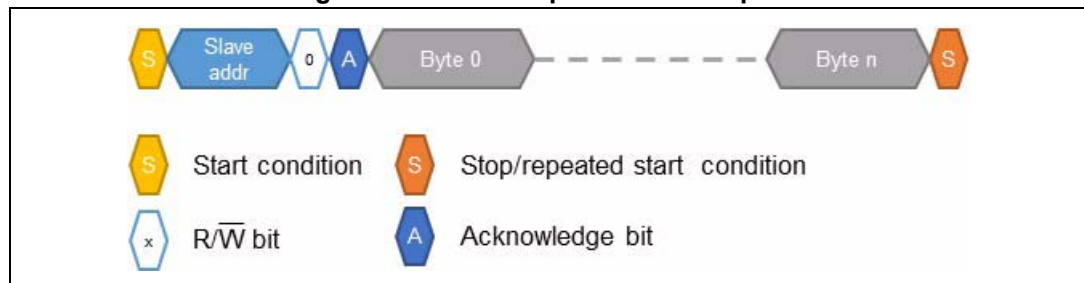 S Slave addr 0 A Byte 0 Byte n S
S Start condition S Stop/repeated start condition
x R/W̅ bit A Acknowledge bit